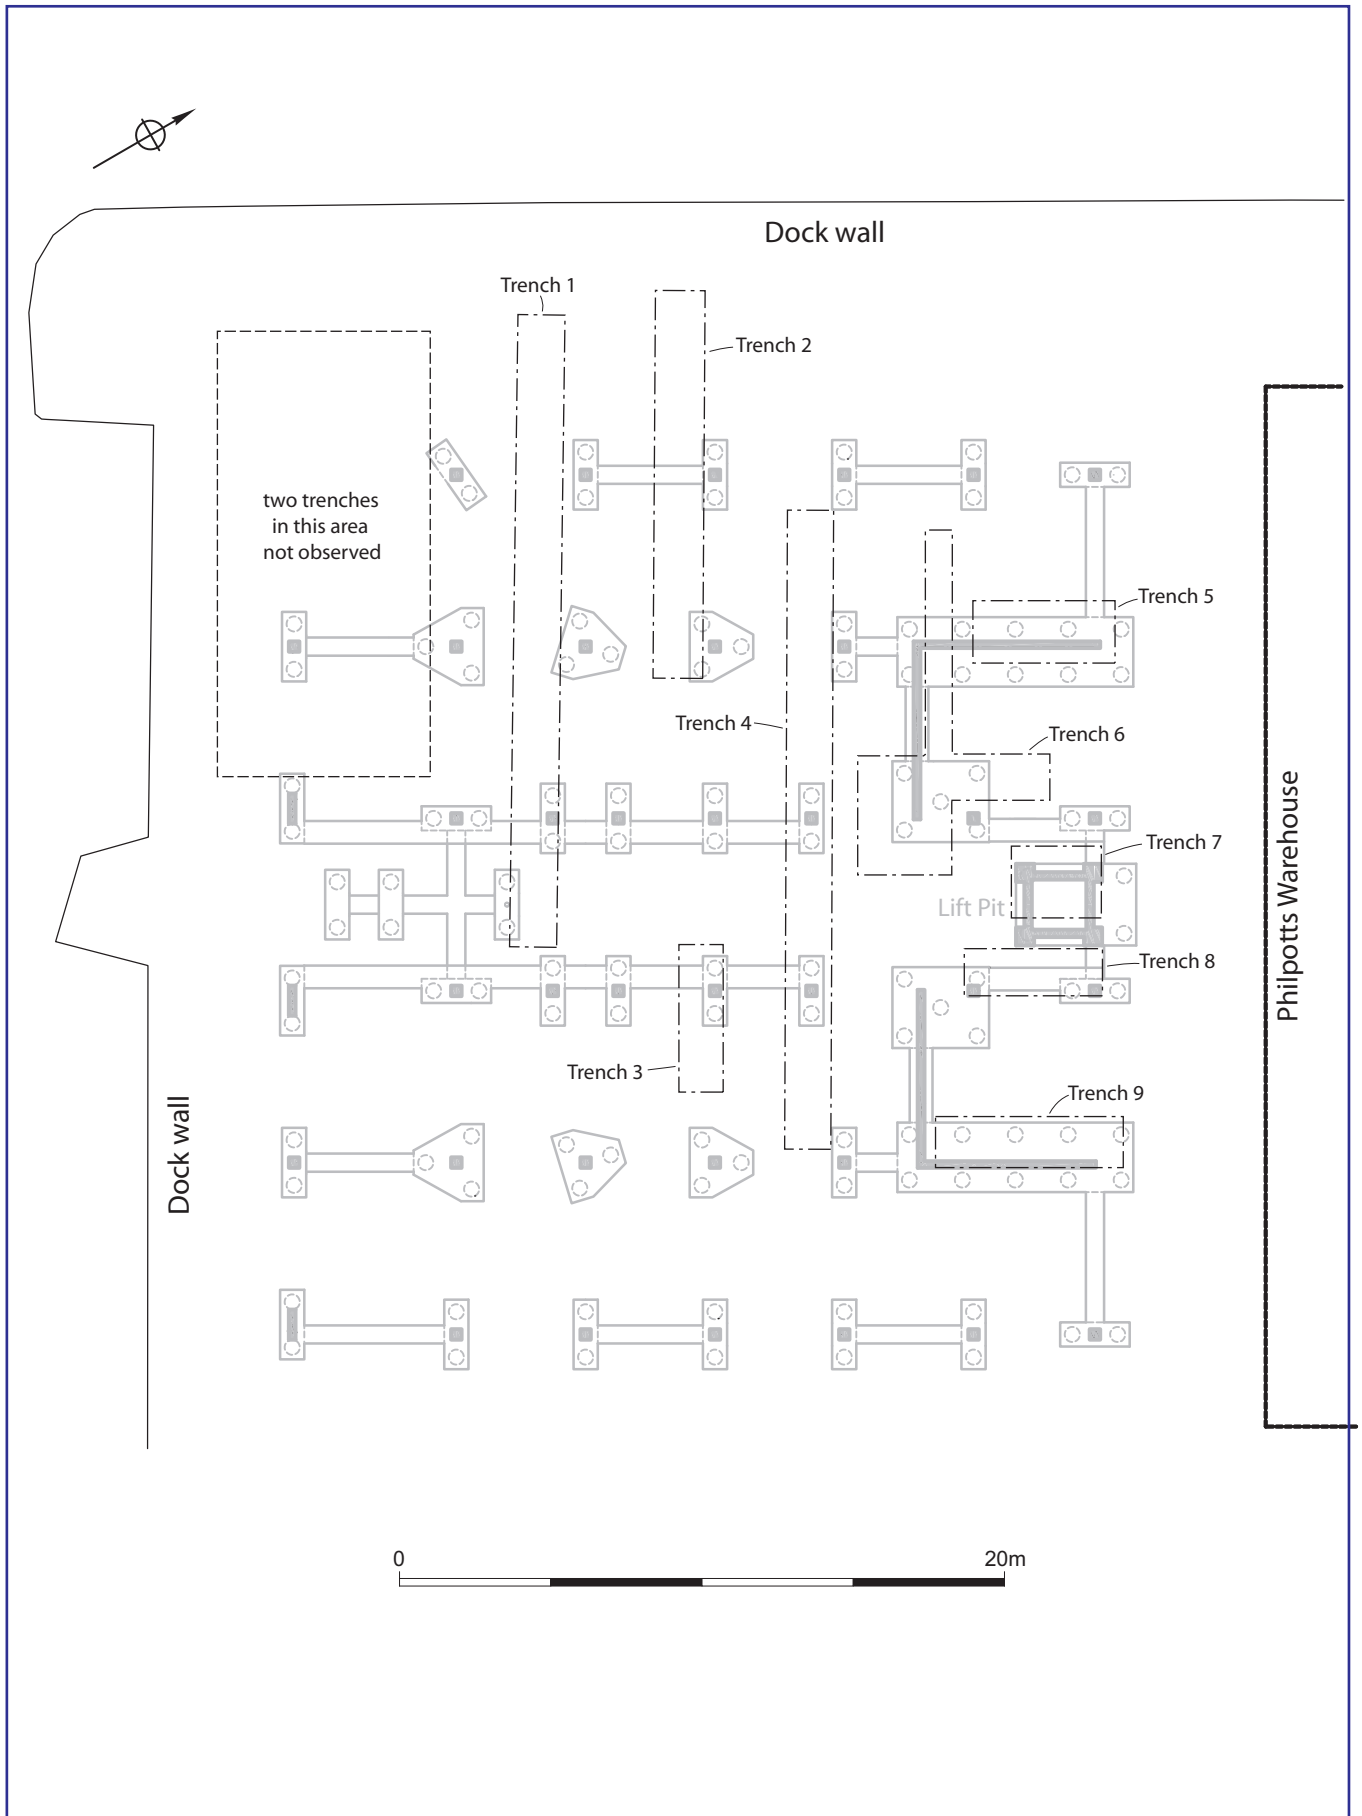 Dock wall
Trench 1
Trench 2
two trenches
in this area
not observed
Trench 5
Trench 4
Trench 6
Philpotts Warehouse
Trench 7
Lift Pit
Trench 8
Trench 3
Trench 9
Dock wall
0
20m